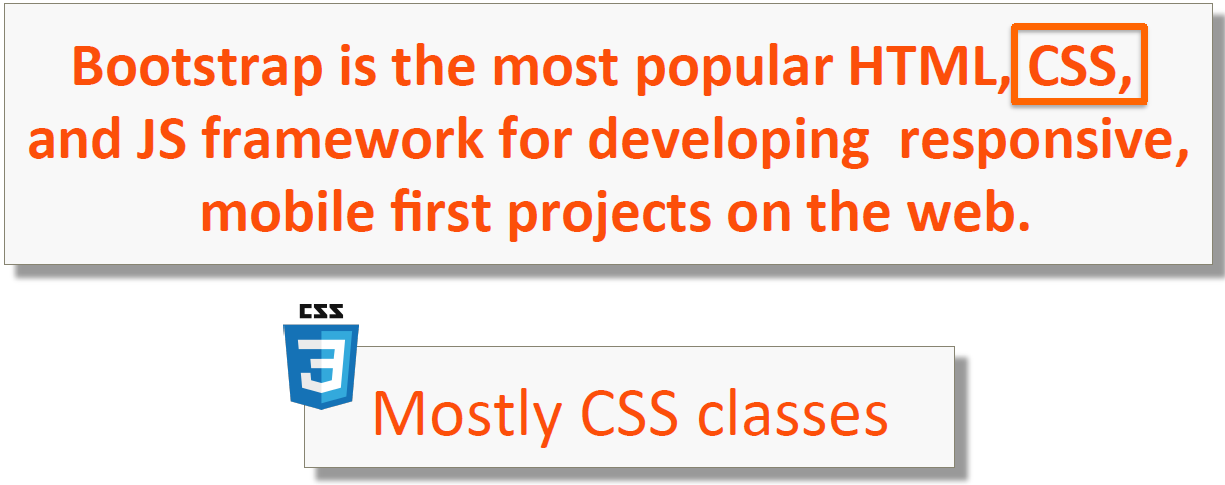 Bootstrap is the most popular HTML, CSS,
and JS framework for developing  responsive,
mobile first projects on the web.
CSS
3
Mostly CSS classes